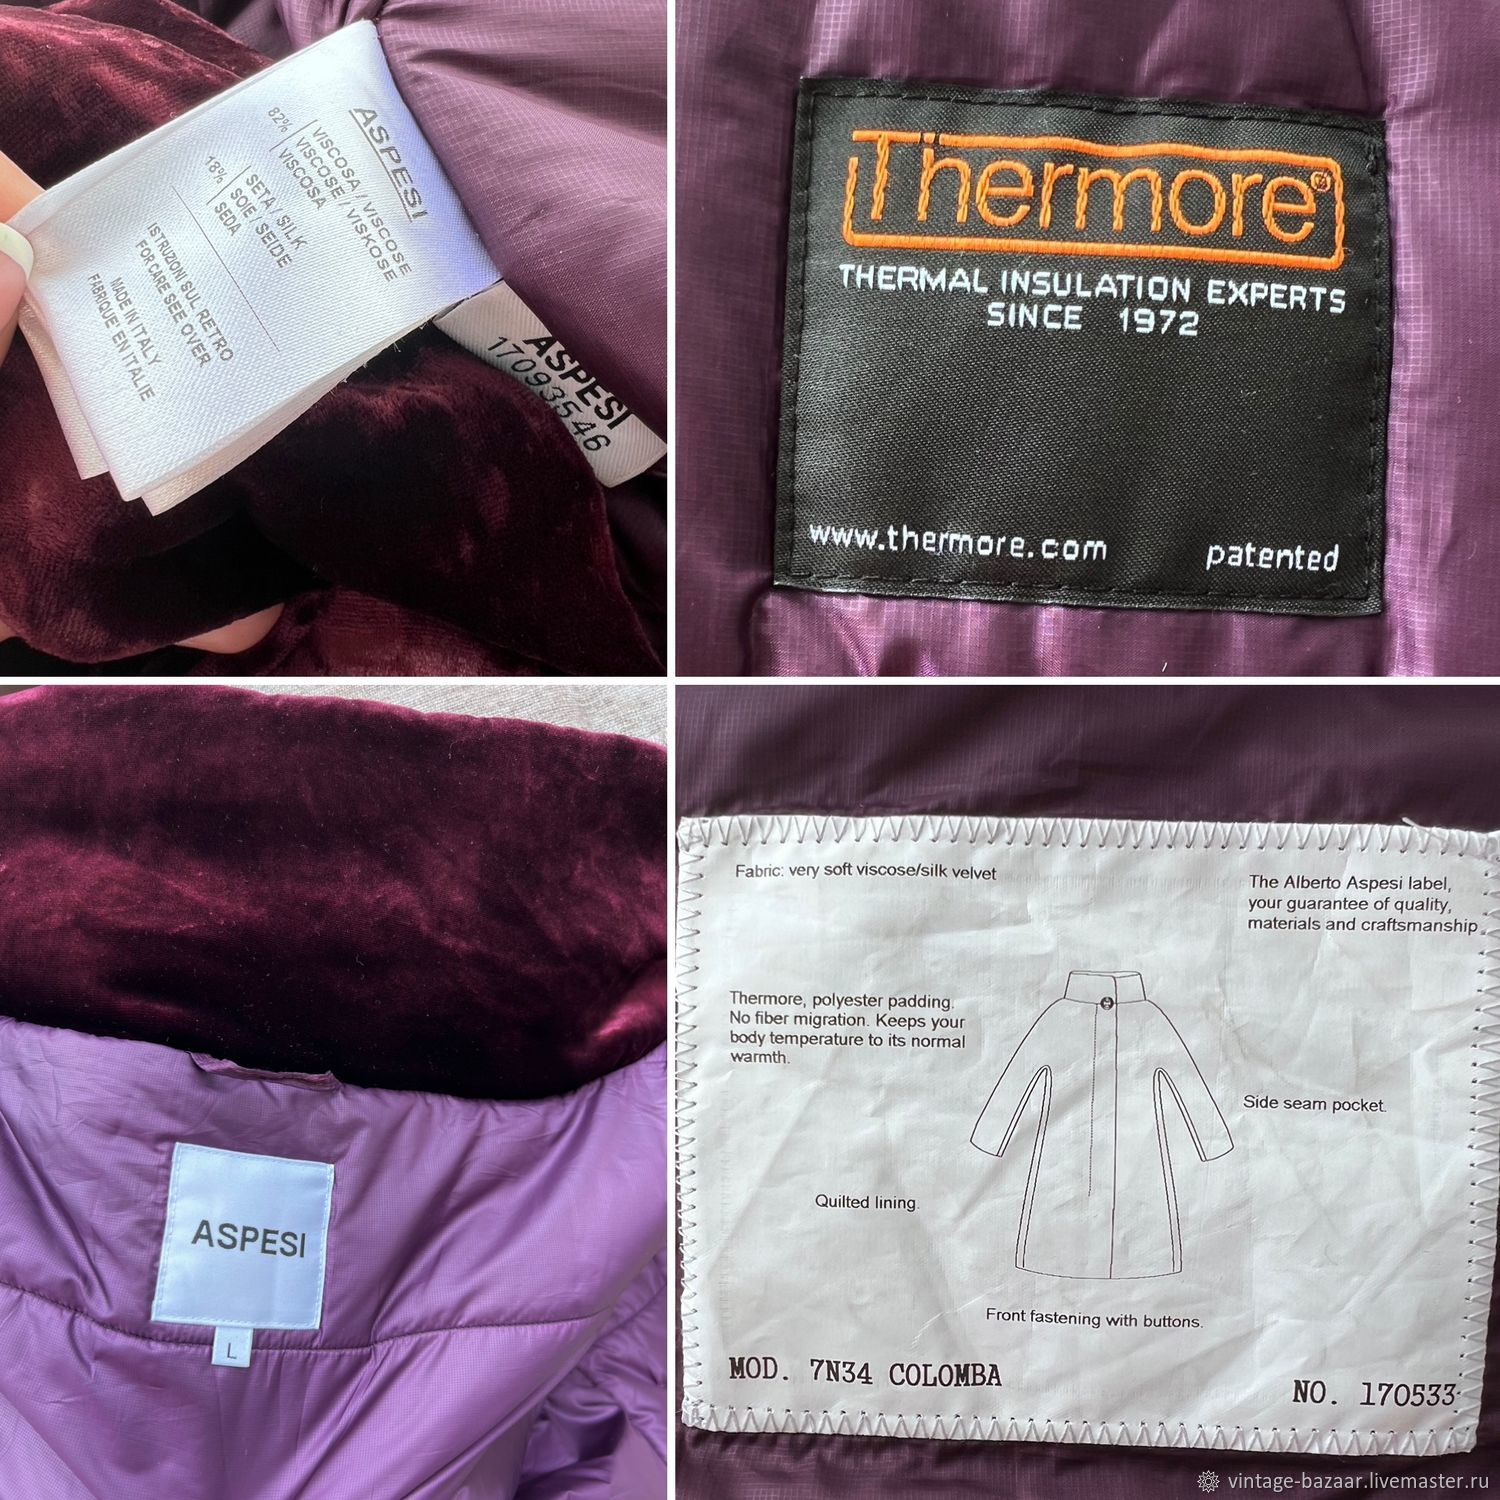 ASPESI
82%
VISCOSA / VISCOSE
VISCOSE / VISKOSE
VISCOSA
18%
SETA / SILK
SOIE / SEIDE
SEDA
ISTRUZIONI SUL RETRO
FOR CARE SEE OVER
MADE IN ITALY
FABRIQUE EN ITALIE
ASPESI
17093546
Thermore®
THERMAL INSULATION EXPERTS
SINCE 1972
www.thermore.com patented
ASPESI
L
Fabric: very soft viscose/silk velvet
The Alberto Aspesi label,
your guarantee of quality,
materials and craftsmanship.
Thermore, polyester padding.
No fiber migration. Keeps your
body temperature to its normal
warmth.
Side seam pocket.
Quilted lining.
Front fastening with buttons.
MOD. 7N34 COLOMBA
NO. 170533
vintage-bazaar.livemaster.ru